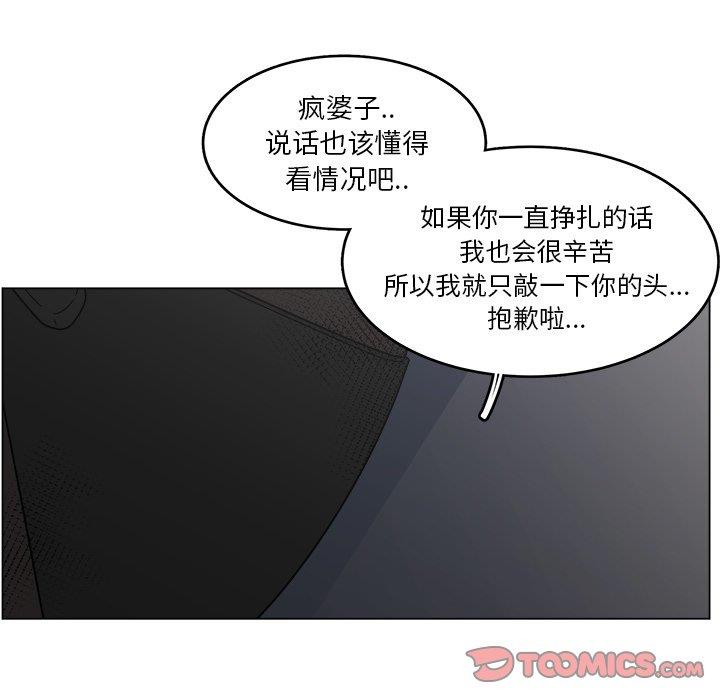 疯婆子..
说话也该懂得
看情况吧..
如果你一直挣扎的话
我也会很辛苦
所以我就只敲一下你的头...
抱歉啦...
TOOMICS.COM